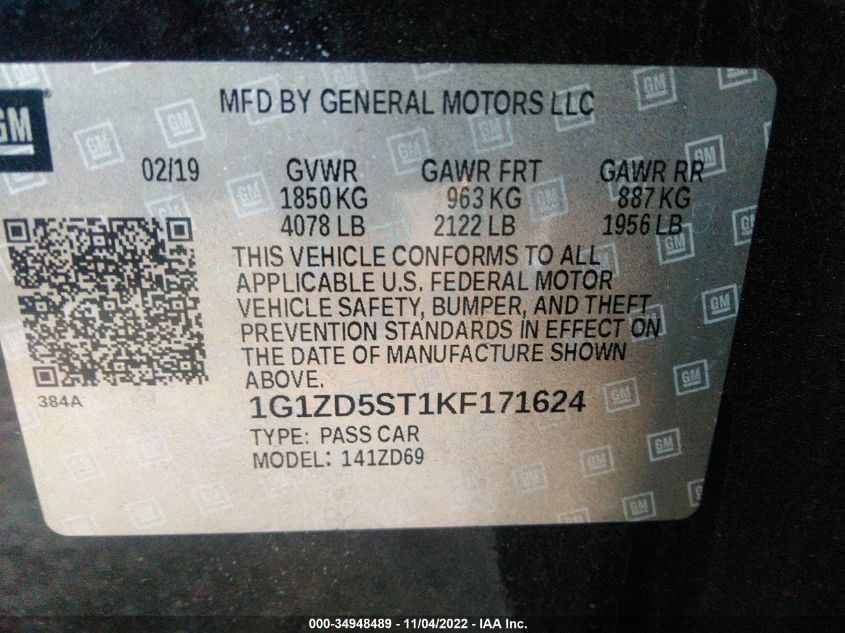 MFD BY GENERAL MOTORS LLC
GM
02/19 GVWR GAWR FRT GAWR RR
1850 KG 963 KG 887 KG
4078 LB 2122 LB 1956 LB
THIS VEHICLE CONFORMS TO ALL
APPLICABLE U.S. FEDERAL MOTOR
VEHICLE SAFETY, BUMPER, AND THEFT
PREVENTION STANDARDS IN EFFECT ON
THE DATE OF MANUFACTURE SHOWN
ABOVE.
384A
1G1ZD5ST1KF171624
TYPE: PASS CAR
MODEL: 141ZD69
000-34948489 - 11/04/2022 - IAA Inc.